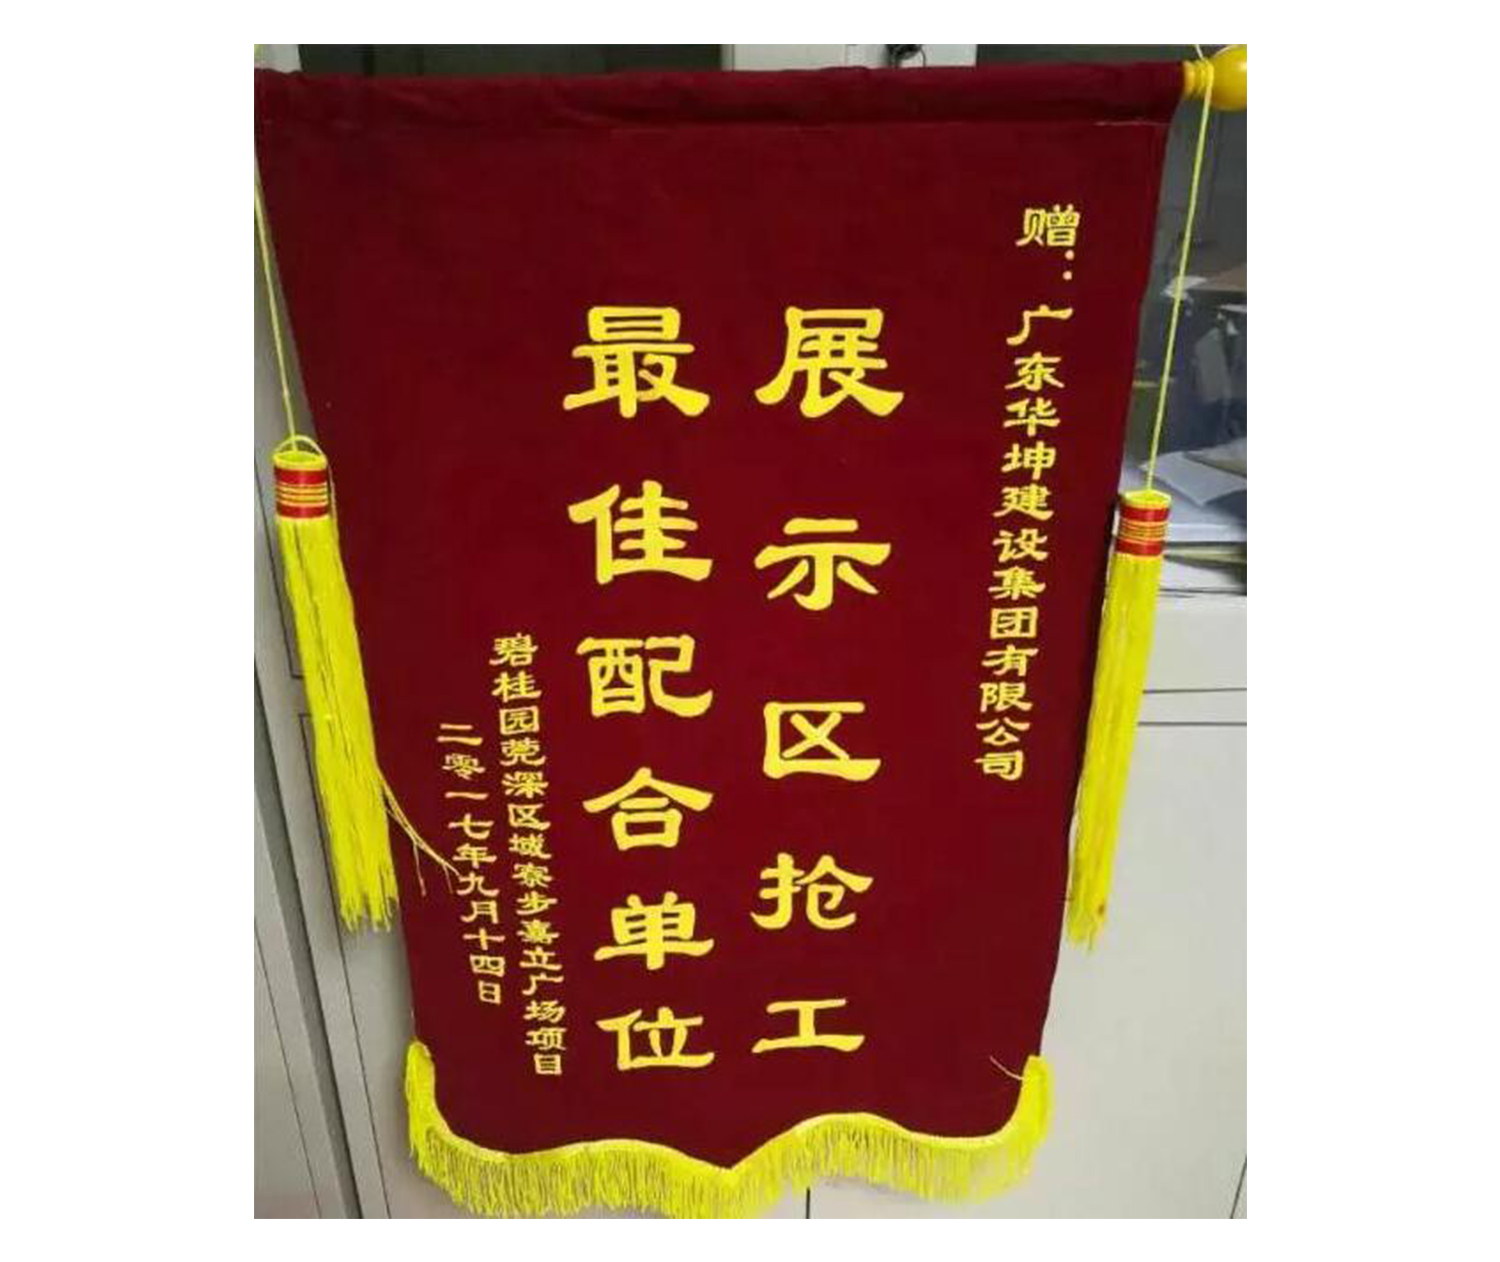 赠：广东华坤建设集团有限公司
展示区抢工
最佳配合单位
碧桂园莞深区域寮步嘉立广场项目
二零一七年九月十四日